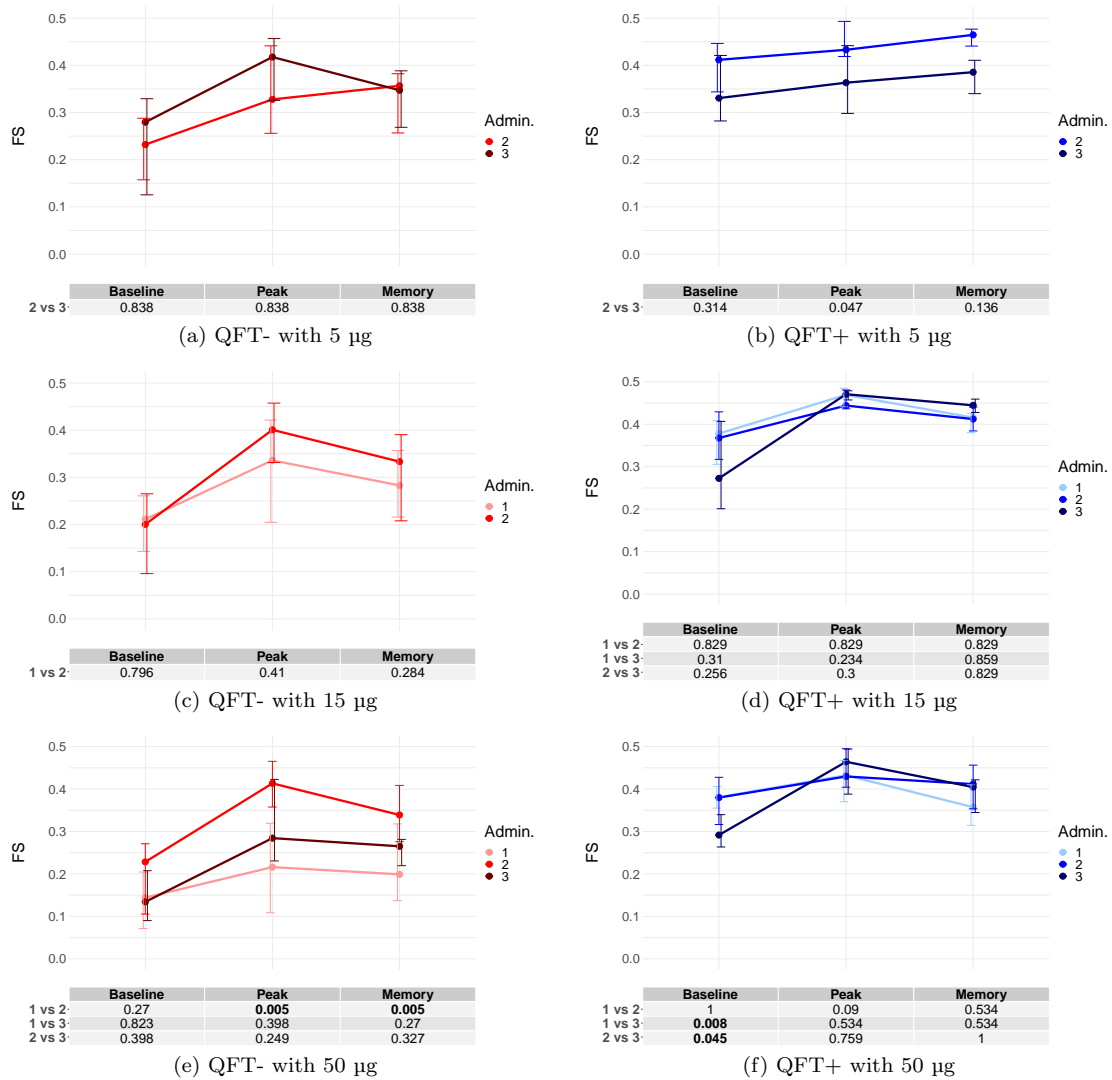 0.5
0.4
0.3
0.2
0.1
0.0
FS
Admin.
2
3
Baseline Peak Memory
2 vs 3 0.838 0.838 0.838
(a) QFT- with 5 µg
0.5
0.4
0.3
0.2
0.1
0.0
FS
Admin.
2
3
Baseline Peak Memory
2 vs 3 0.314 0.047 0.136
(b) QFT+ with 5 µg
0.5
0.4
0.3
0.2
0.1
0.0
FS
Admin.
1
2
Baseline Peak Memory
1 vs 2 0.796 0.41 0.284
(c) QFT- with 15 µg
0.5
0.4
0.3
0.2
0.1
0.0
FS
Admin.
1
2
3
Baseline Peak Memory
1 vs 2 0.829 0.829 0.829
1 vs 3 0.31 0.234 0.859
2 vs 3 0.256 0.3 0.829
(d) QFT+ with 15 µg
0.5
0.4
0.3
0.2
0.1
0.0
FS
Admin.
1
2
3
Baseline Peak Memory
1 vs 2 0.27 0.005 0.005
1 vs 3 0.823 0.398 0.27
2 vs 3 0.398 0.249 0.327
(e) QFT- with 50 µg
0.5
0.4
0.3
0.2
0.1
0.0
FS
Admin.
1
2
3
Baseline Peak Memory
1 vs 2 1 0.09 0.534
1 vs 3 0.008 0.534 0.534
2 vs 3 0.045 0.759 1
(f) QFT+ with 50 µg